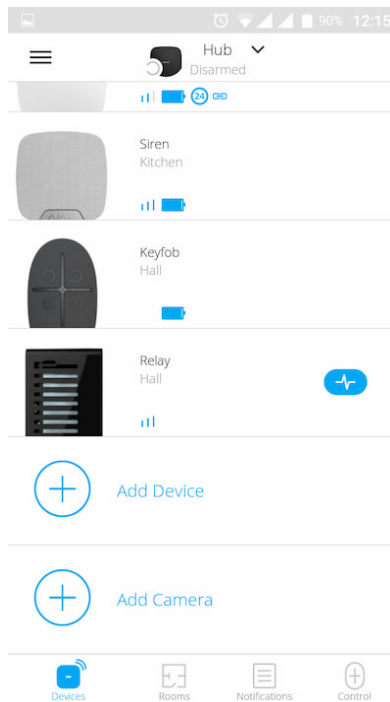 90% 12:15
Hub
Disarmed
24
Siren
Kitchen
Keyfob
Hall
Relay
Hall
Add Device
Add Camera
Devices
Rooms
Notifications
Control